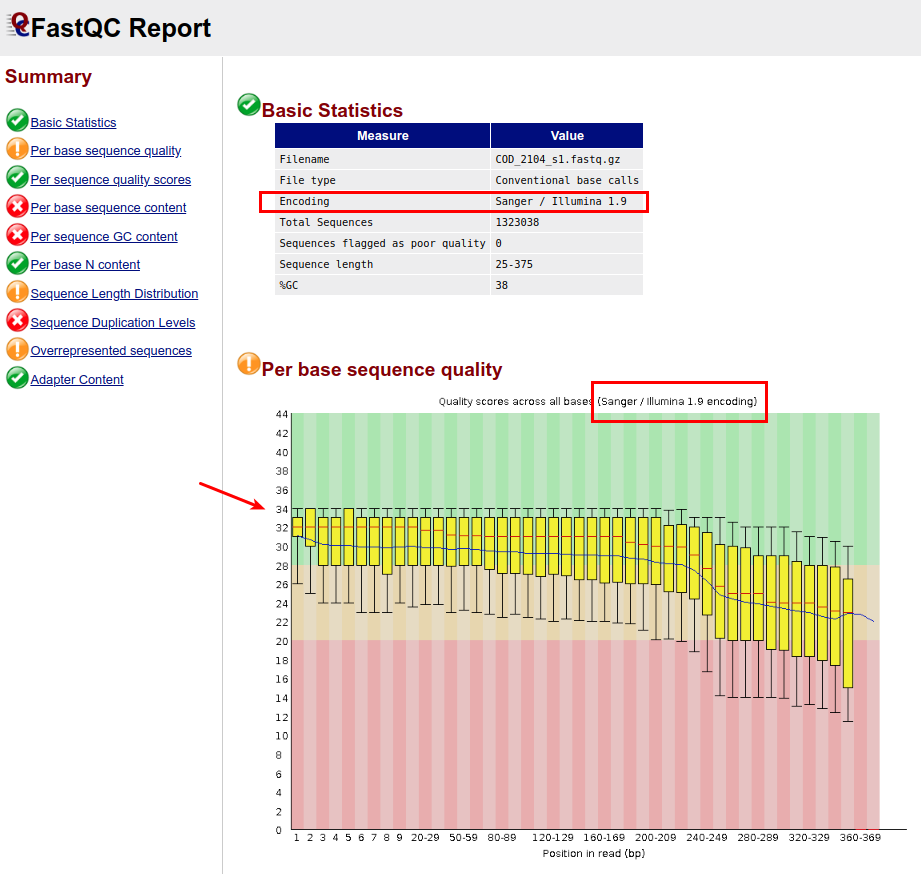 FastQC Report
Summary
Basic Statistics
Per base sequence quality
Per sequence quality scores
Per base sequence content
Per sequence GC content
Per base N content
Sequence Length Distribution
Sequence Duplication Levels
Overrepresented sequences
Adapter Content
Basic Statistics
Measure Value
Filename COD_2104_s1.fastq.gz
File type Conventional base calls
Encoding Sanger / Illumina 1.9
Total Sequences 1323038
Sequences flagged as poor quality 0
Sequence length 25-375
%GC 38
Per base sequence quality
Quality scores across all bases (Sanger / Illumina 1.9 encoding)
44
42
40
38
36
34
32
30
28
26
24
22
20
18
16
14
12
10
8
6
4
2
0
1 2 3 4 5 6 7 8 9 20-29 50-59 80-89 120-129 160-169 200-209 240-249 280-289 320-329 360-369
Position in read (bp)